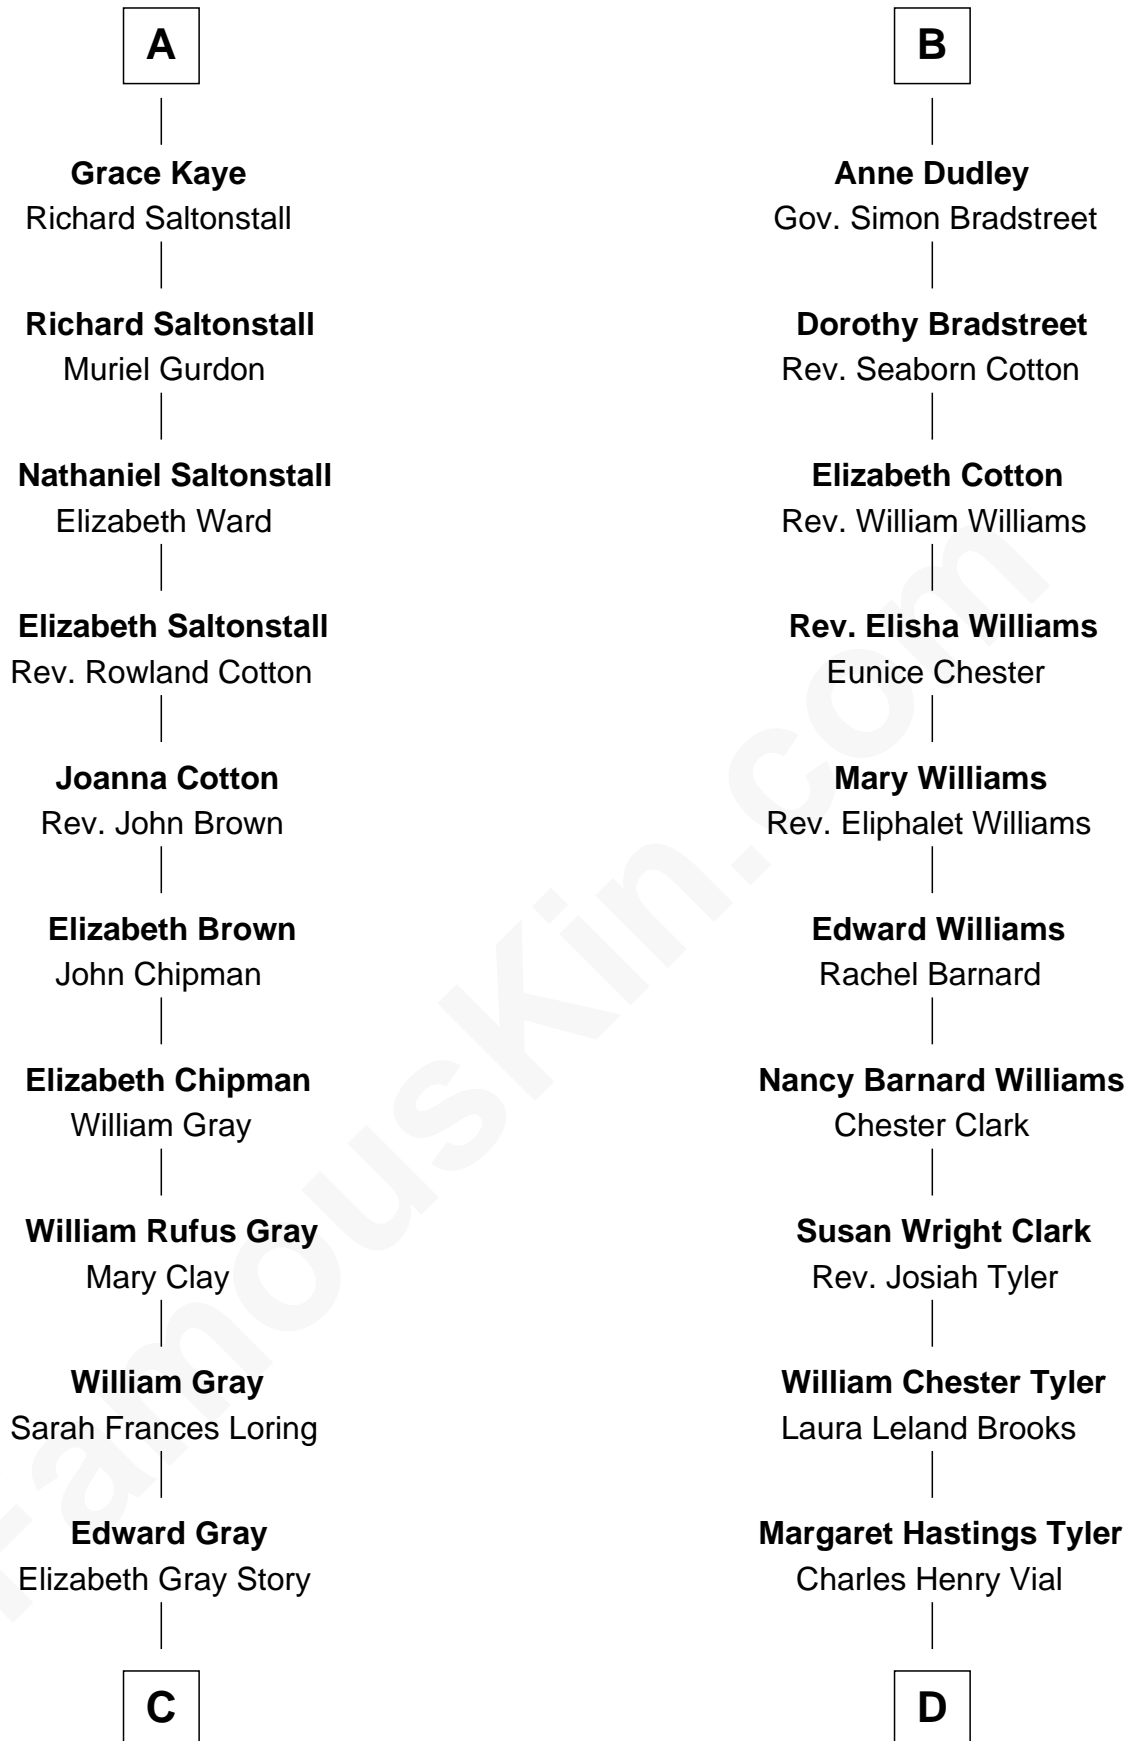 A
Grace Kaye
Richard Saltonstall
Richard Saltonstall
Muriel Gurdon
Nathaniel Saltonstall
Elizabeth Ward
Elizabeth Saltonstall
Rev. Rowland Cotton
Joanna Cotton
Rev. John Brown
Elizabeth Brown
John Chipman
Elizabeth Chipman
William Gray
William Rufus Gray
Mary Clay
William Gray
Sarah Frances Loring
Edward Gray
Elizabeth Gray Story
C
B
Anne Dudley
Gov. Simon Bradstreet
Dorothy Bradstreet
Rev. Seaborn Cotton
Elizabeth Cotton
Rev. William Williams
Rev. Elisha Williams
Eunice Chester
Mary Williams
Rev. Eliphalet Williams
Edward Williams
Rachel Barnard
Nancy Barnard Williams
Chester Clark
Susan Wright Clark
Rev. Josiah Tyler
William Chester Tyler
Laura Leland Brooks
Margaret Hastings Tyler
Charles Henry Vial
D
FamousKin.com